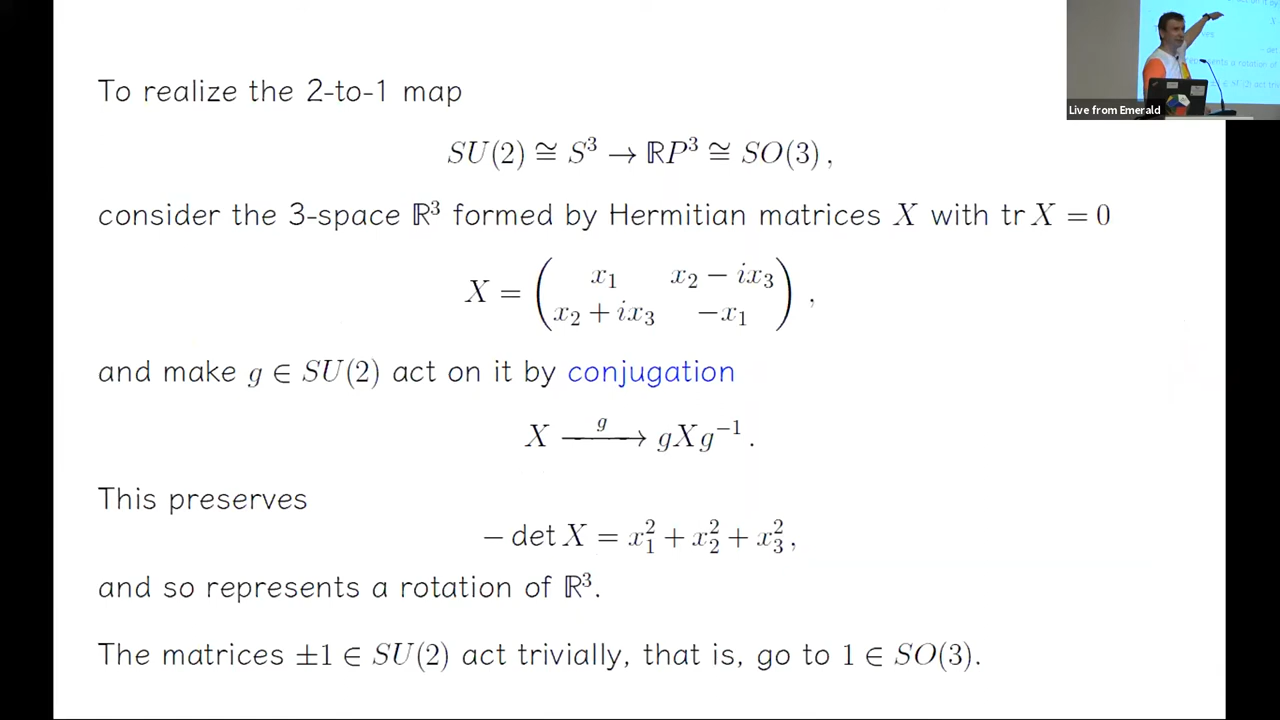 To realize the 2-to-1 map
SU(2) ≅ S³ → ℝP³ ≅ SO(3) ,
consider the 3-space ℝ³ formed by Hermitian matrices X with tr X = 0
X = ( x₁ x₂ − ix₃
x₂ + ix₃ −x₁ ) ,
and make g ∈ SU(2) act on it by conjugation
X —g→ gXg⁻¹ .
This preserves
− det X = x₁² + x₂² + x₃² ,
and so represents a rotation of ℝ³.
The matrices ±1 ∈ SU(2) act trivially, that is, go to 1 ∈ SO(3).
Live from Emerald